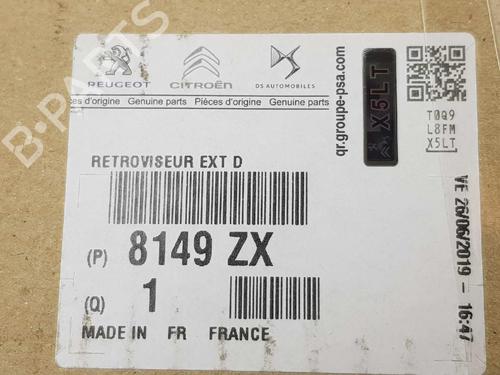 PEUGEOT CITROËN DS AUTOMOBILES
ces d'origine Genuine parts Pièces d'origine Genuine parts
RETROVISEUR EXT D
(P) 8149 ZX
(Q) 1
MADE IN FR FRANCE
qr.groupe-psa.com
X5LT
T0Q9
L8FM
X5LT
VE 26/06/2019 - 16:47
B-PARTS